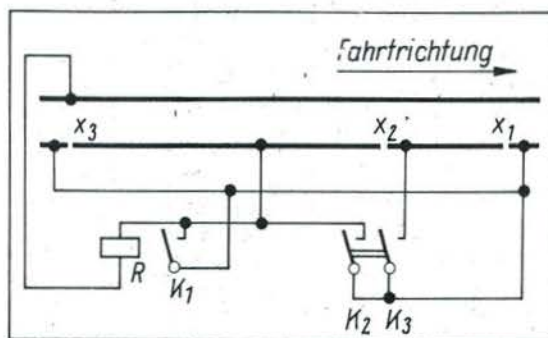 Fahrtrichtung
x₃ x₂ x₁
R K₁ K₂ K₃